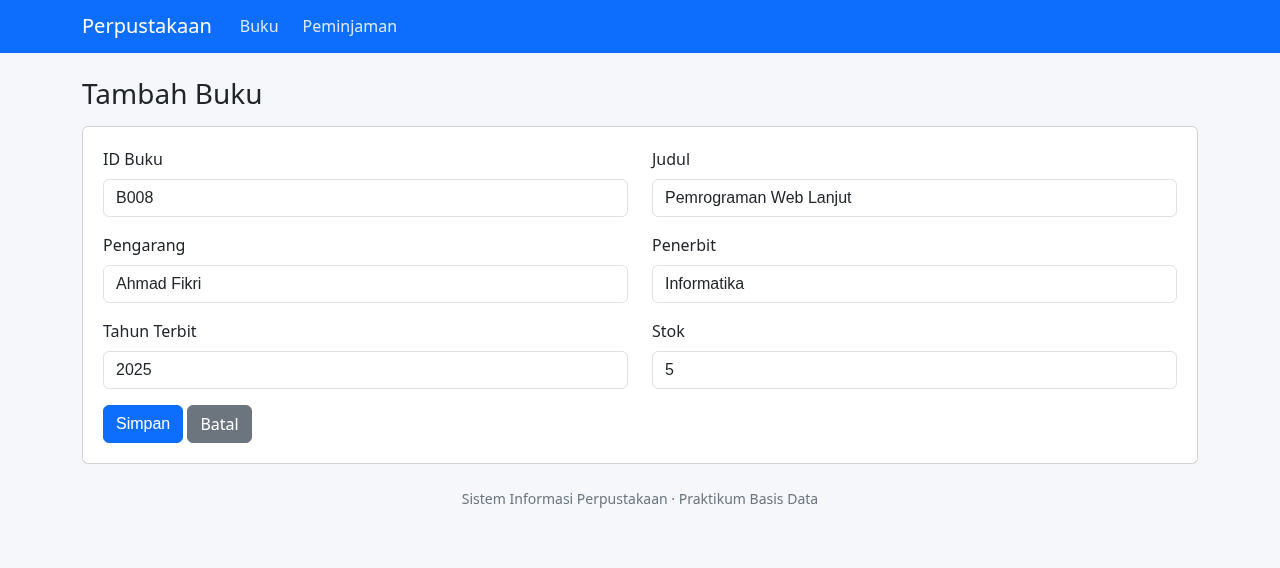 Perpustakaan Buku Peminjaman
Tambah Buku
ID Buku Judul
B008 Pemrograman Web Lanjut
Pengarang Penerbit
Ahmad Fikri Informatika
Tahun Terbit Stok
2025 5
Simpan Batal
Sistem Informasi Perpustakaan · Praktikum Basis Data